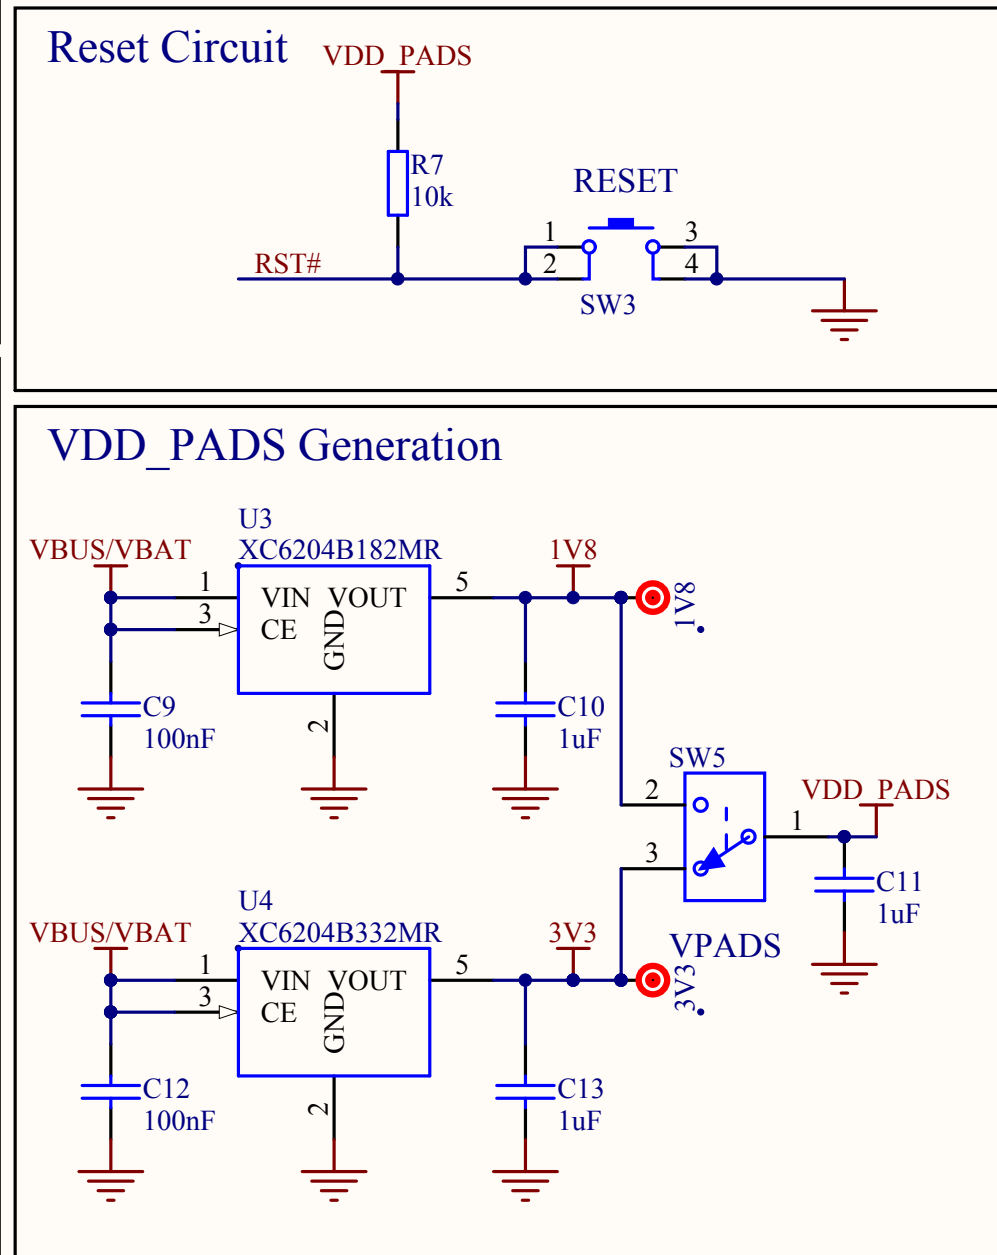 Reset Circuit
VDD_PADS
R7
10k
RESET
1
3
RST#
2
4
SW3
VDD_PADS Generation
U3
VBUS/VBAT
XC6204B182MR
1V8
1
VIN VOUT
5
3
CE
GND
1V8
C9
100nF
2
C10
1uF
SW5
2
VDD_PADS
1
3
C11
1uF
U4
VBUS/VBAT
XC6204B332MR
3V3
VPADS
1
VIN VOUT
5
3
CE
GND
3V3
C12
100nF
2
C13
1uF